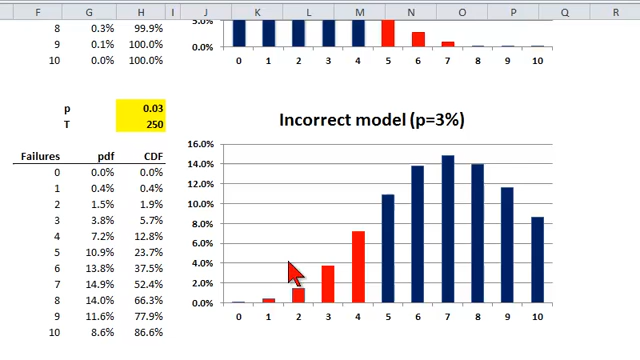 F G H I J K L M N O P Q R
8 0.3% 99.9%
9 0.1% 100.0%
10 0.0% 100.0%
5.0%
0.0%
0 1 2 3 4 5 6 7 8 9 10
p 0.03
T 250
Incorrect model (p=3%)
Failures pdf CDF
0 0.0% 0.0%
1 0.4% 0.4%
2 1.5% 1.9%
3 3.8% 5.7%
4 7.2% 12.8%
5 10.9% 23.7%
6 13.8% 37.5%
7 14.9% 52.4%
8 14.0% 66.3%
9 11.6% 77.9%
10 8.6% 86.6%
16.0%
14.0%
12.0%
10.0%
8.0%
6.0%
4.0%
2.0%
0.0%
0 1 2 3 4 5 6 7 8 9 10